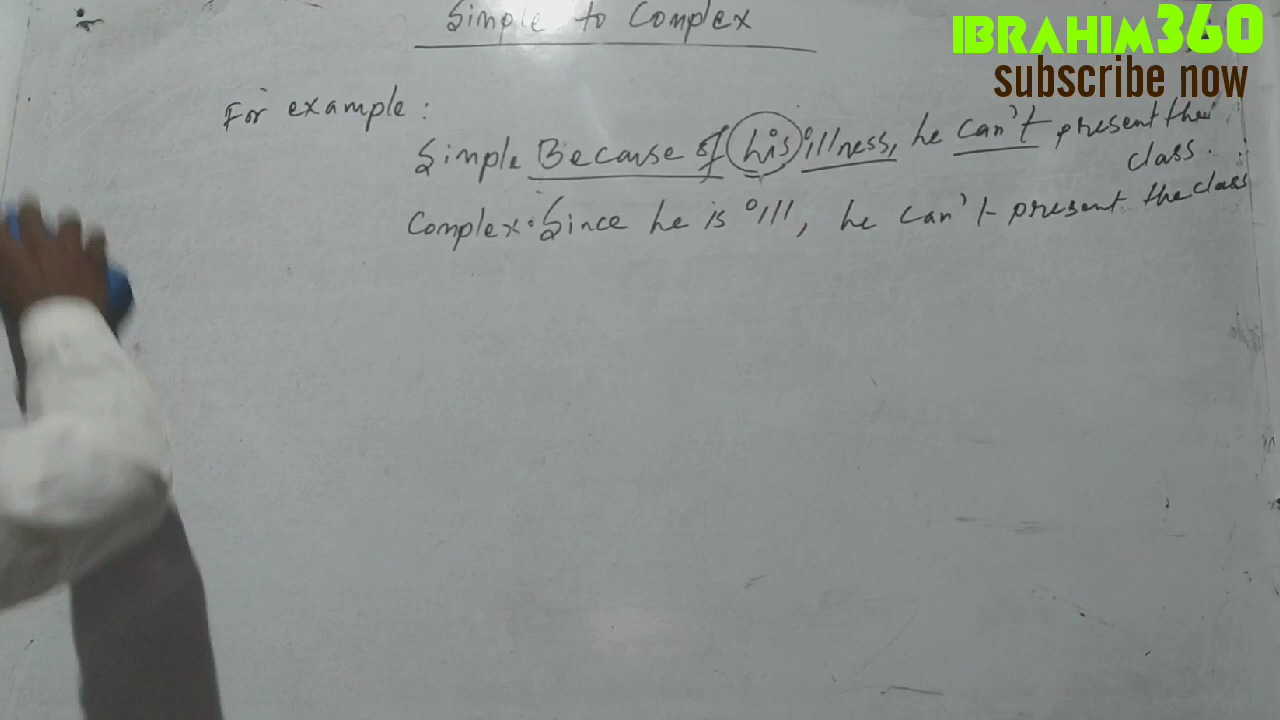 Simple to Complex
IBRAHIM360
subscribe now
For example :
Simple Because of his illness, he can't present the
class.
Complex: Since he is ill, he can't present the class